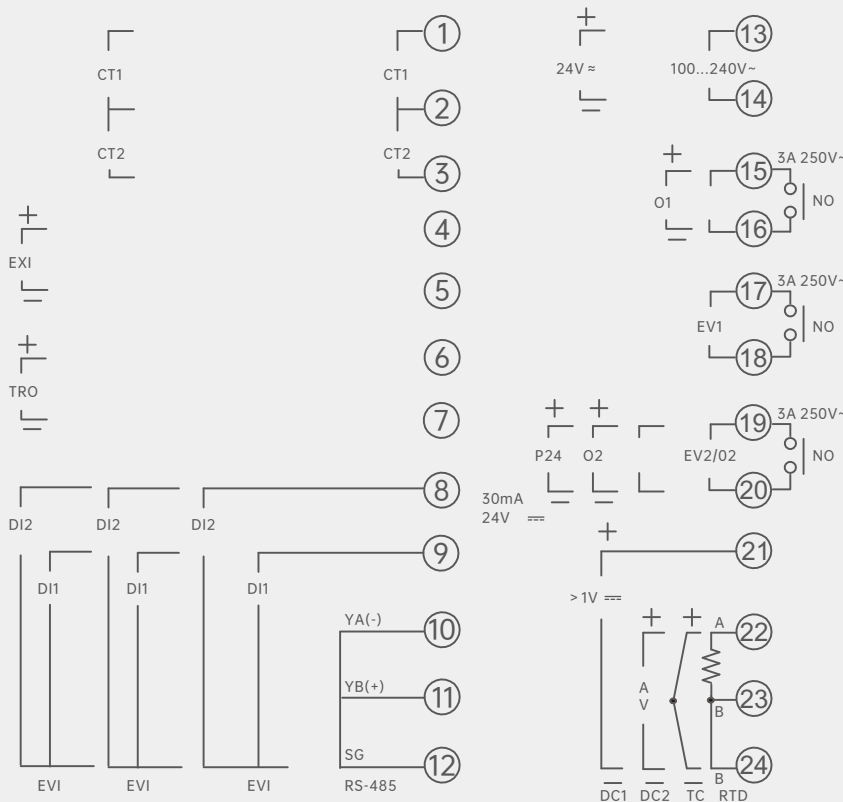 +
① 24V ≂ 100...240V~ ⑬
CT1 CT1
② ⑭
CT2 CT2
③
+ ⑮ 3A 250V~
O1 NO
⑯
+
④
EXI
⑤
⑰ 3A 250V~
EV1 NO
⑱
+
⑥
TRO
⑦
+ + ⑲ 3A 250V~
P24 O2 EV2/02 NO
30mA
24V ⎓
⑳
⑧
DI2 DI2 DI2
⑨
DI1 DI1 DI1
+ ㉑
>1V ⎓
YA(-) ⑩
YB(+) ⑪
SG ⑫
EVI EVI EVI RS-485
+ + A ㉒
A
V
B ㉓
B ㉔
DC1 DC2 TC RTD